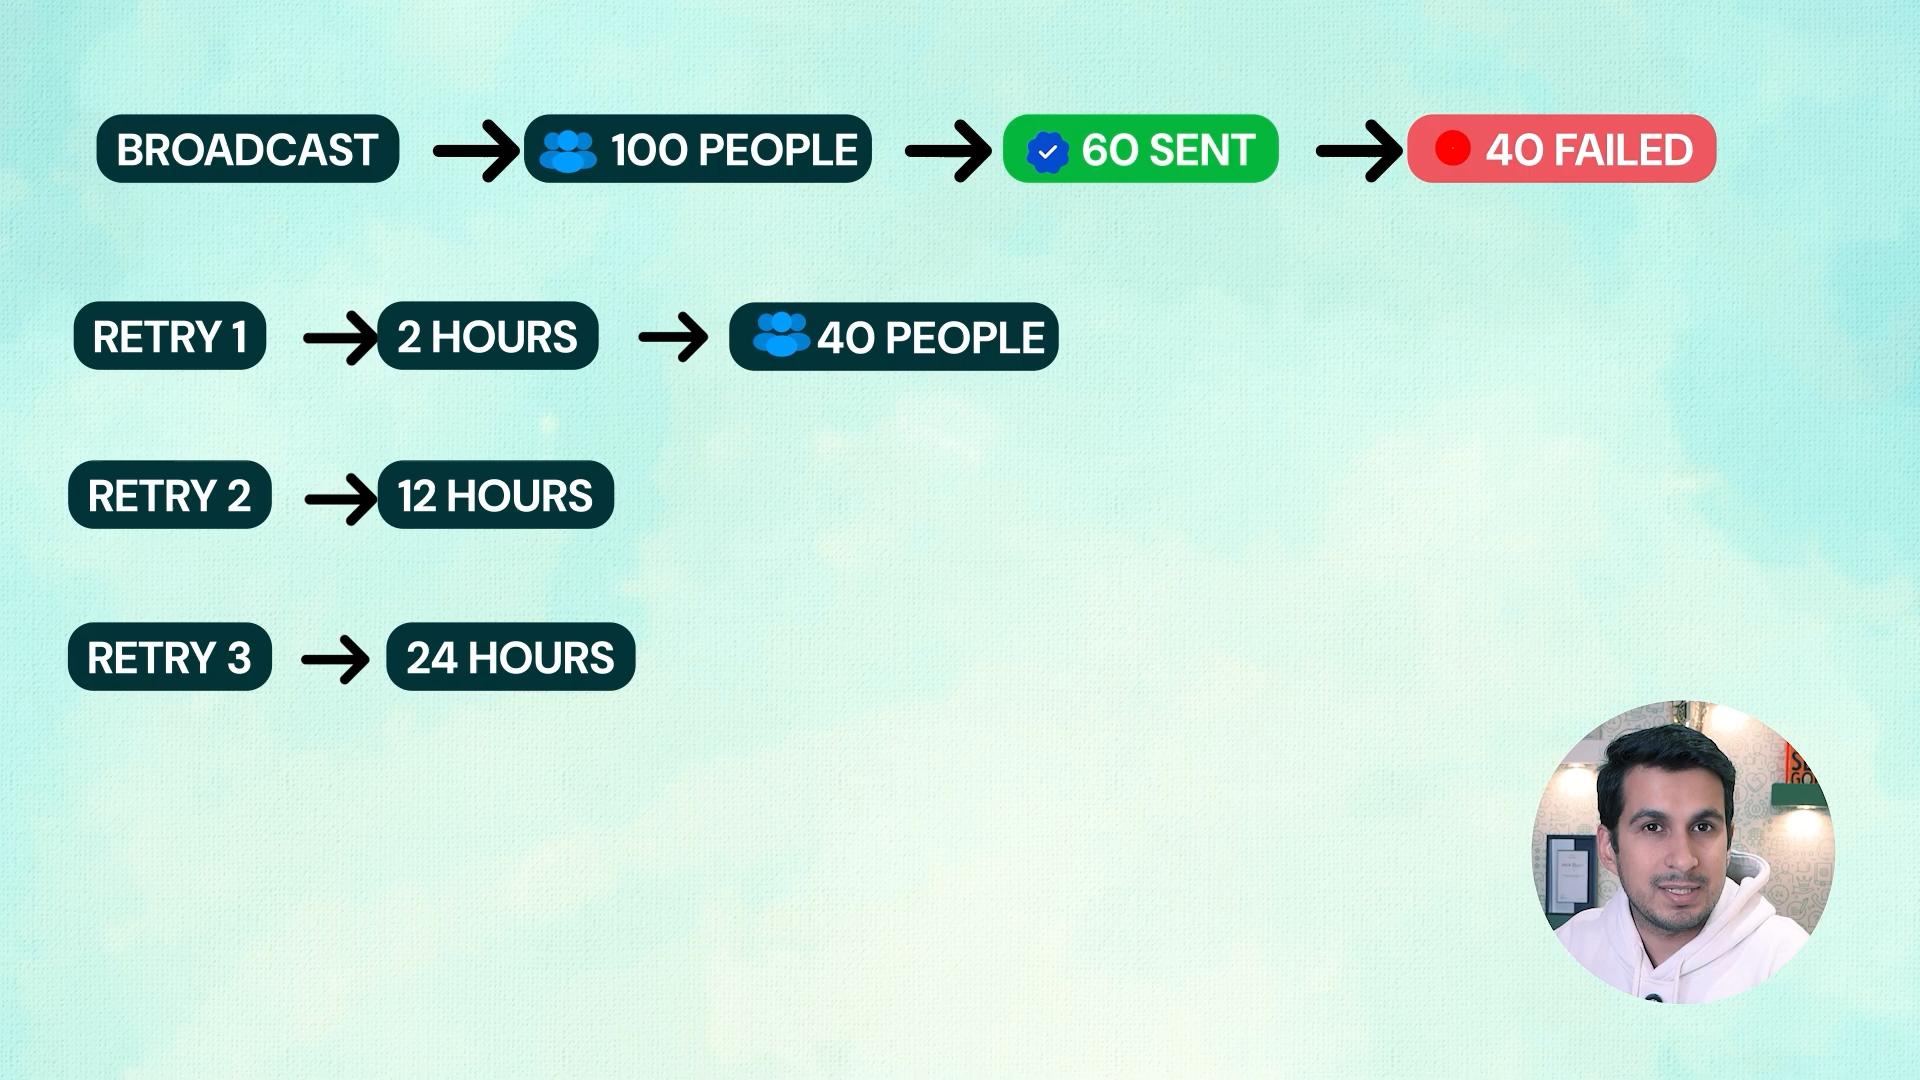 BROADCAST 100 PEOPLE 60 SENT 40 FAILED
RETRY 1 2 HOURS 40 PEOPLE
RETRY 2 12 HOURS
RETRY 3 24 HOURS